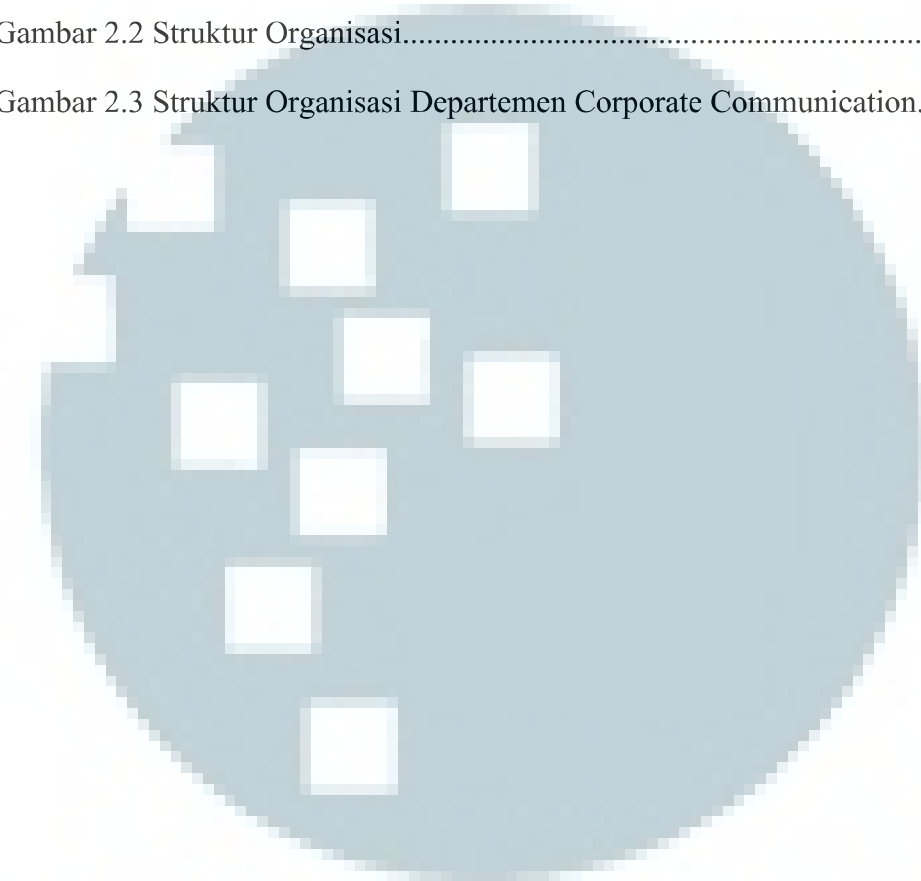 Gambar 2.2 Struktur Organisasi......................................................................
Gambar 2.3 Struktur Organisasi Departemen Corporate Communication.